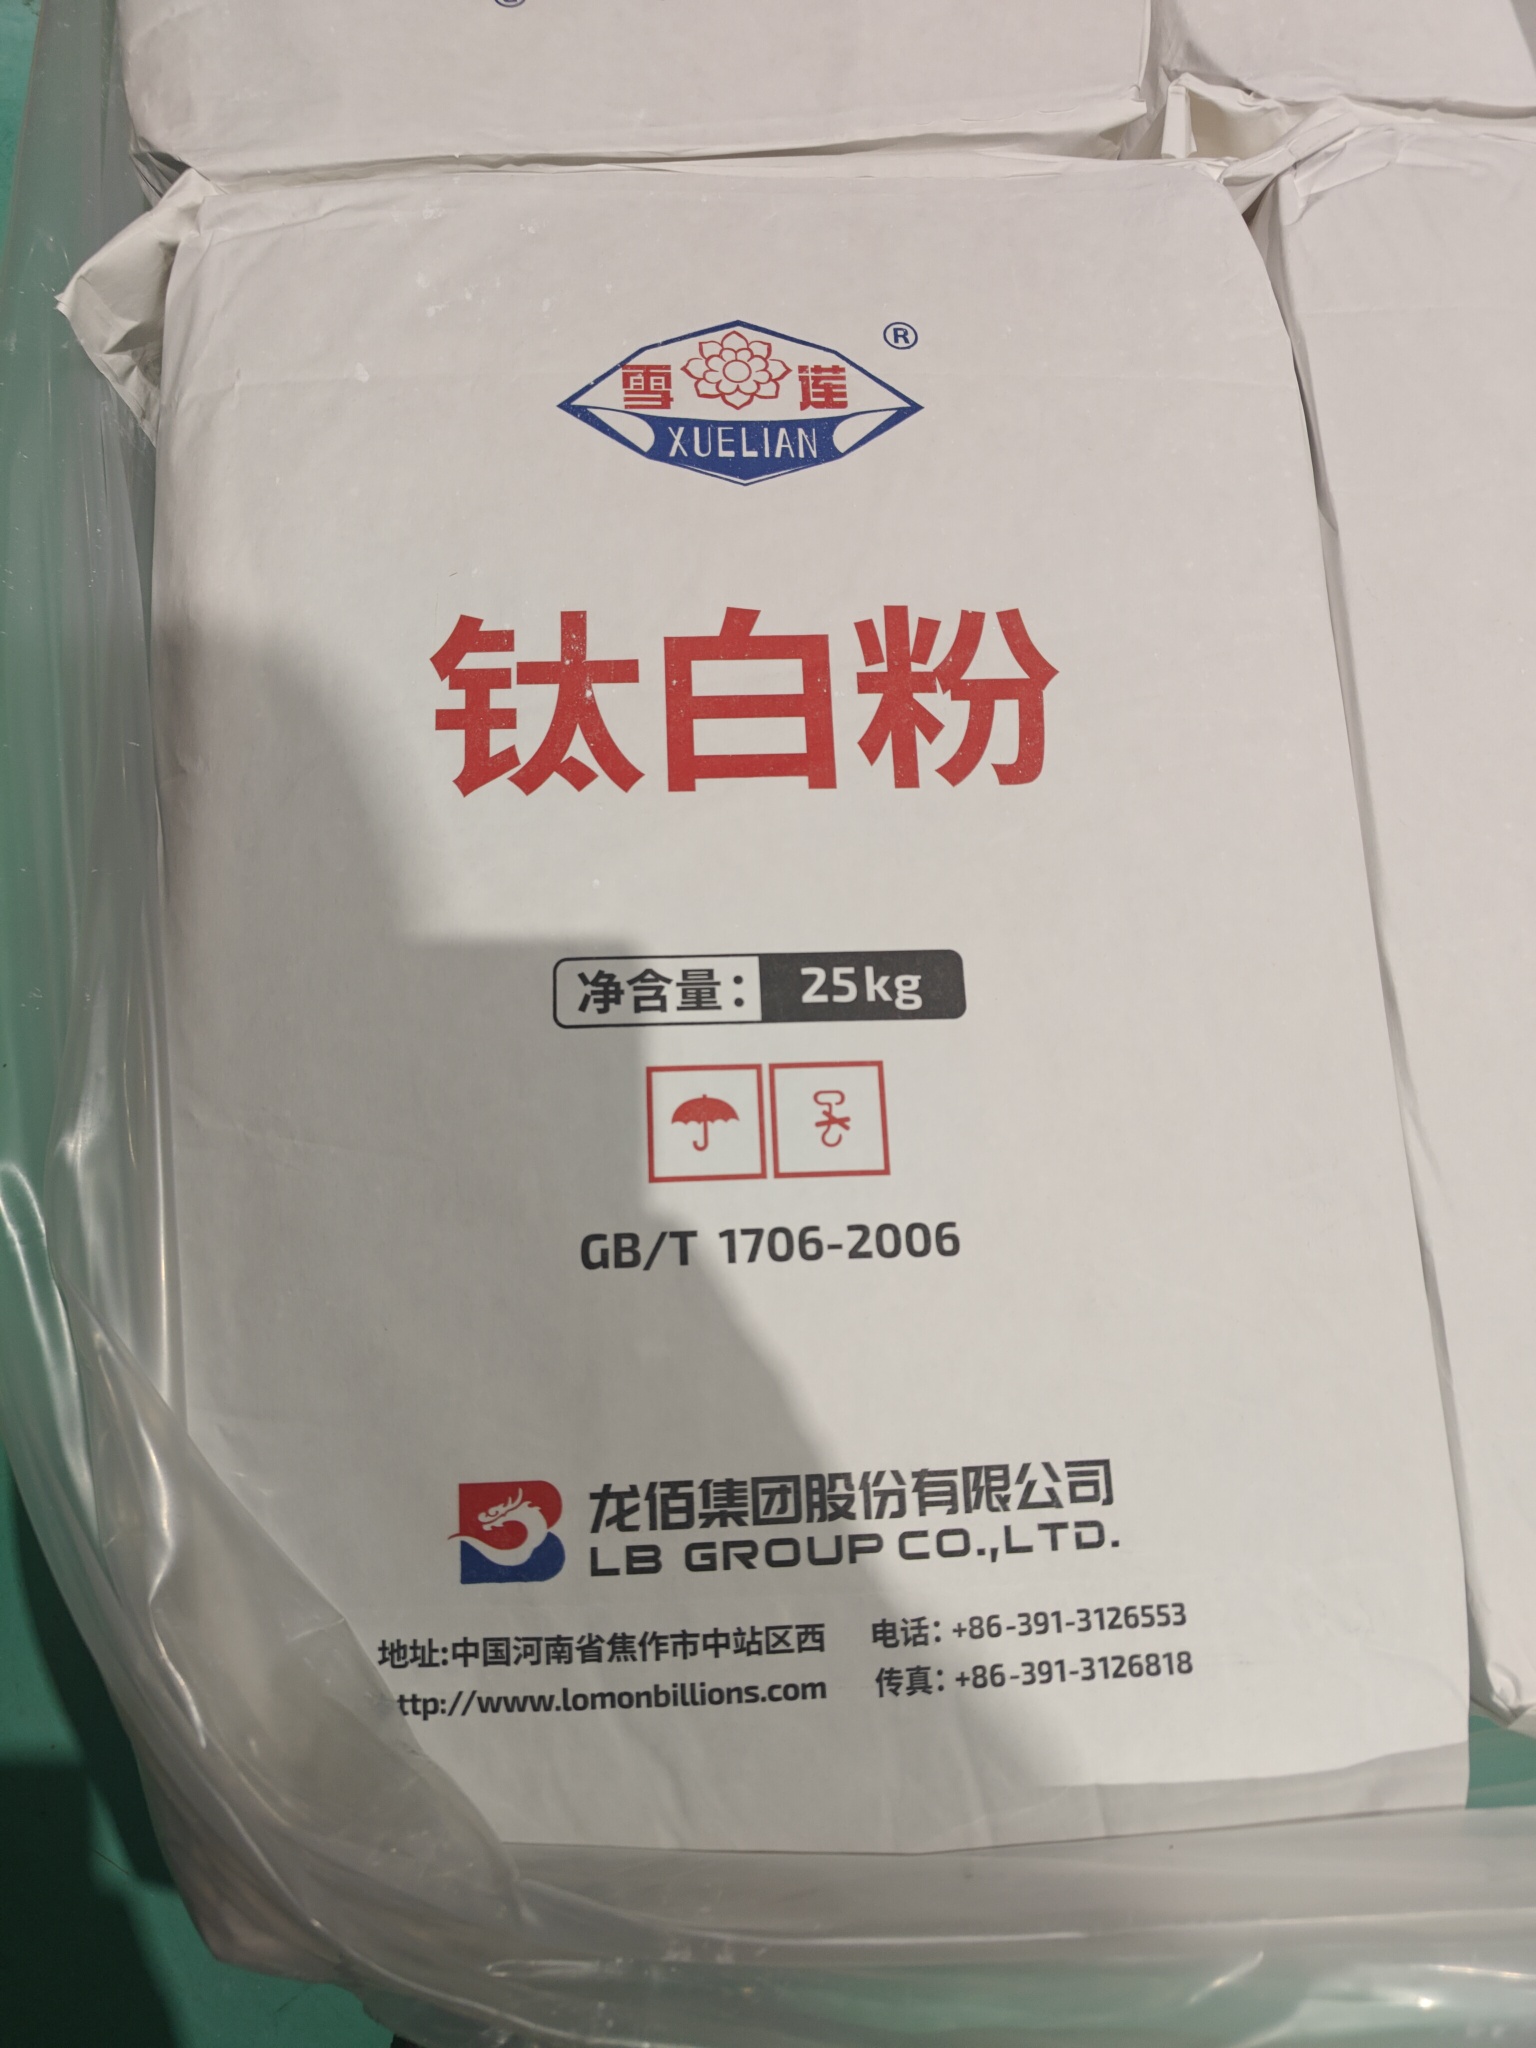 ®
雪莲
XUELIAN
钛白粉
净含量：25kg
GB/T 1706-2006
龙佰集团股份有限公司
LB GROUP CO.,LTD.
地址:中国河南省焦作市中站区西
电话：+86-391-3126553
ttp://www.lomonbillions.com
传真：+86-391-3126818